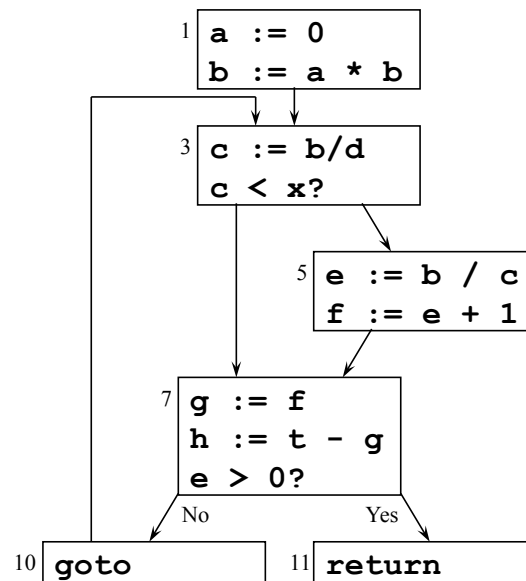 1
a := 0
b := a * b
3
c := b/d
c < x?
5
e := b / c
f := e + 1
7
g := f
h := t - g
e > 0?
No
Yes
10
goto
11
return